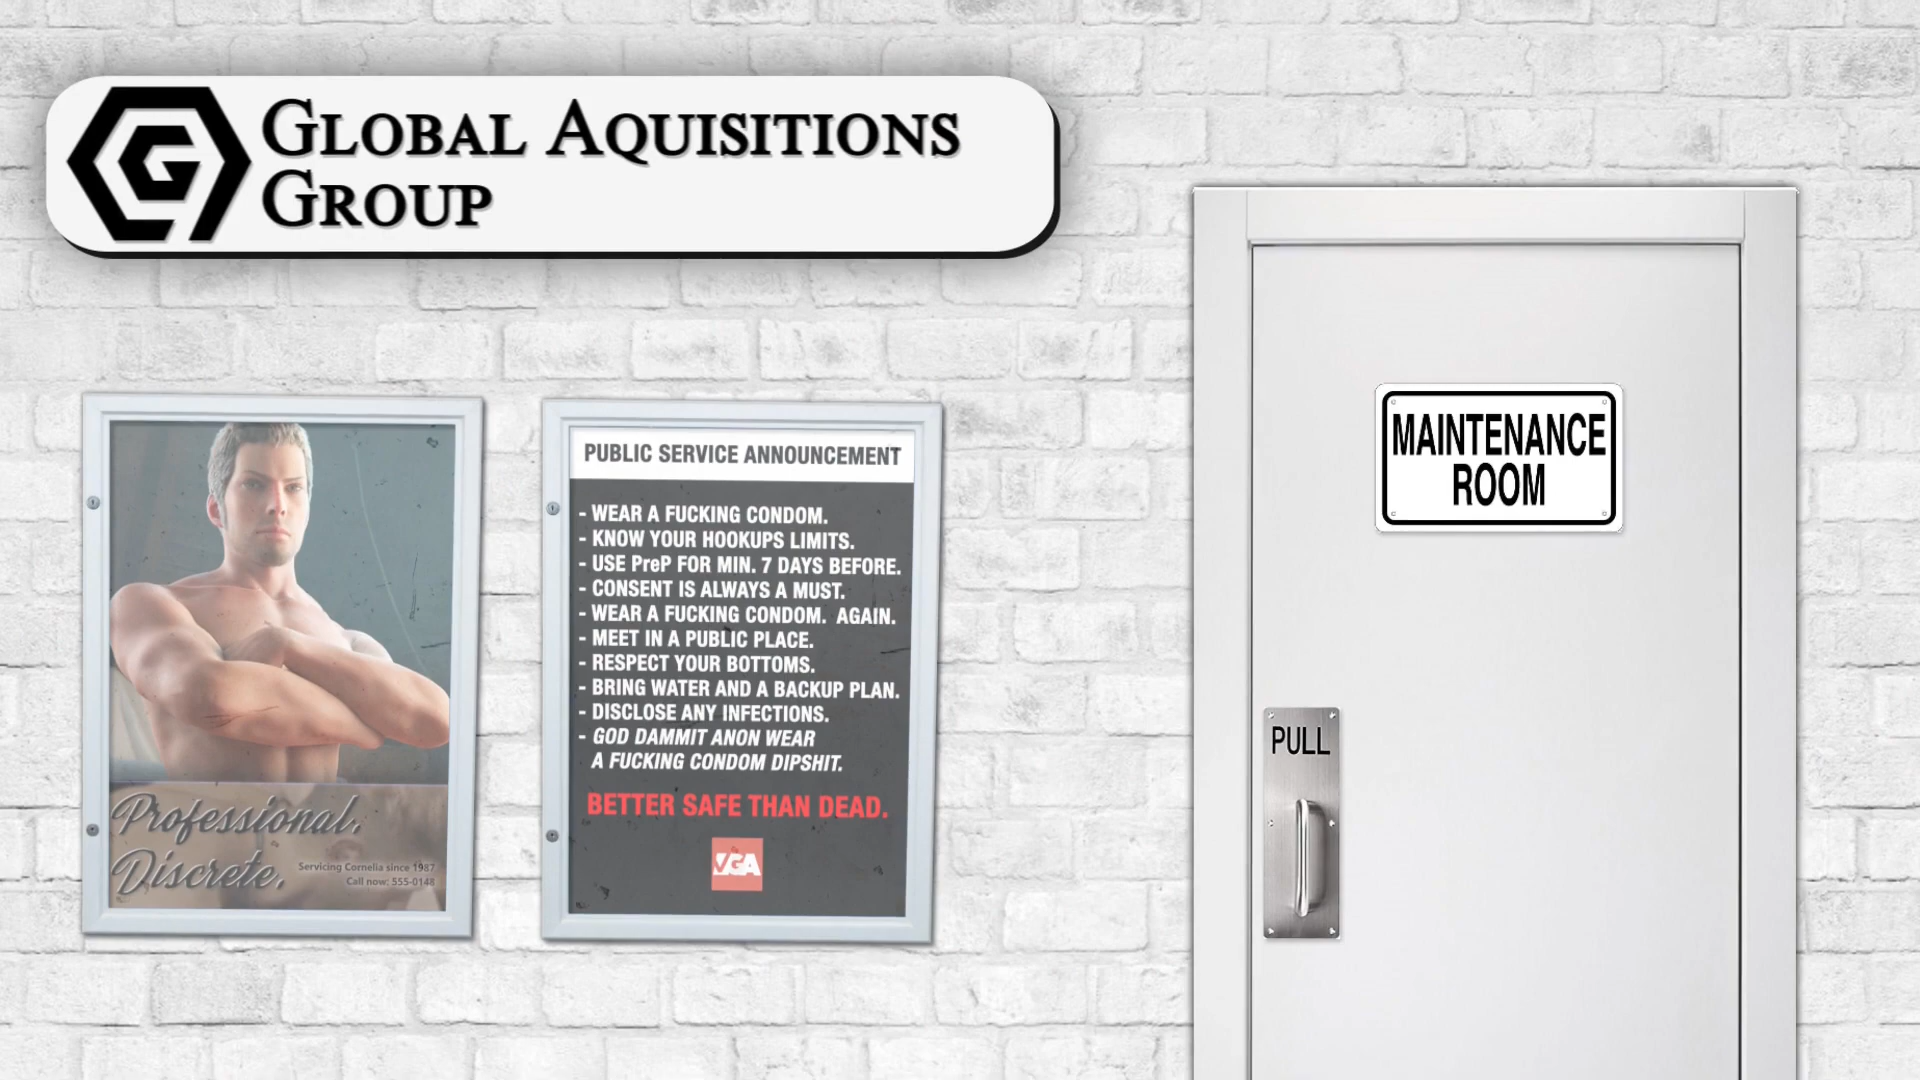 GLOBAL AQUISITIONS
GROUP
Professional.
Discrete.
Servicing Cornelia since 1987
Call now: 555-0148
PUBLIC SERVICE ANNOUNCEMENT
- WEAR A FUCKING CONDOM.
- KNOW YOUR HOOKUPS LIMITS.
- USE PreP FOR MIN. 7 DAYS BEFORE.
- CONSENT IS ALWAYS A MUST.
- WEAR A FUCKING CONDOM.  AGAIN.
- MEET IN A PUBLIC PLACE.
- RESPECT YOUR BOTTOMS.
- BRING WATER AND A BACKUP PLAN.
- DISCLOSE ANY INFECTIONS.
- GOD DAMMIT ANON WEAR
A FUCKING CONDOM DIPSHIT.
BETTER SAFE THAN DEAD.
VGA
MAINTENANCE
ROOM
PULL